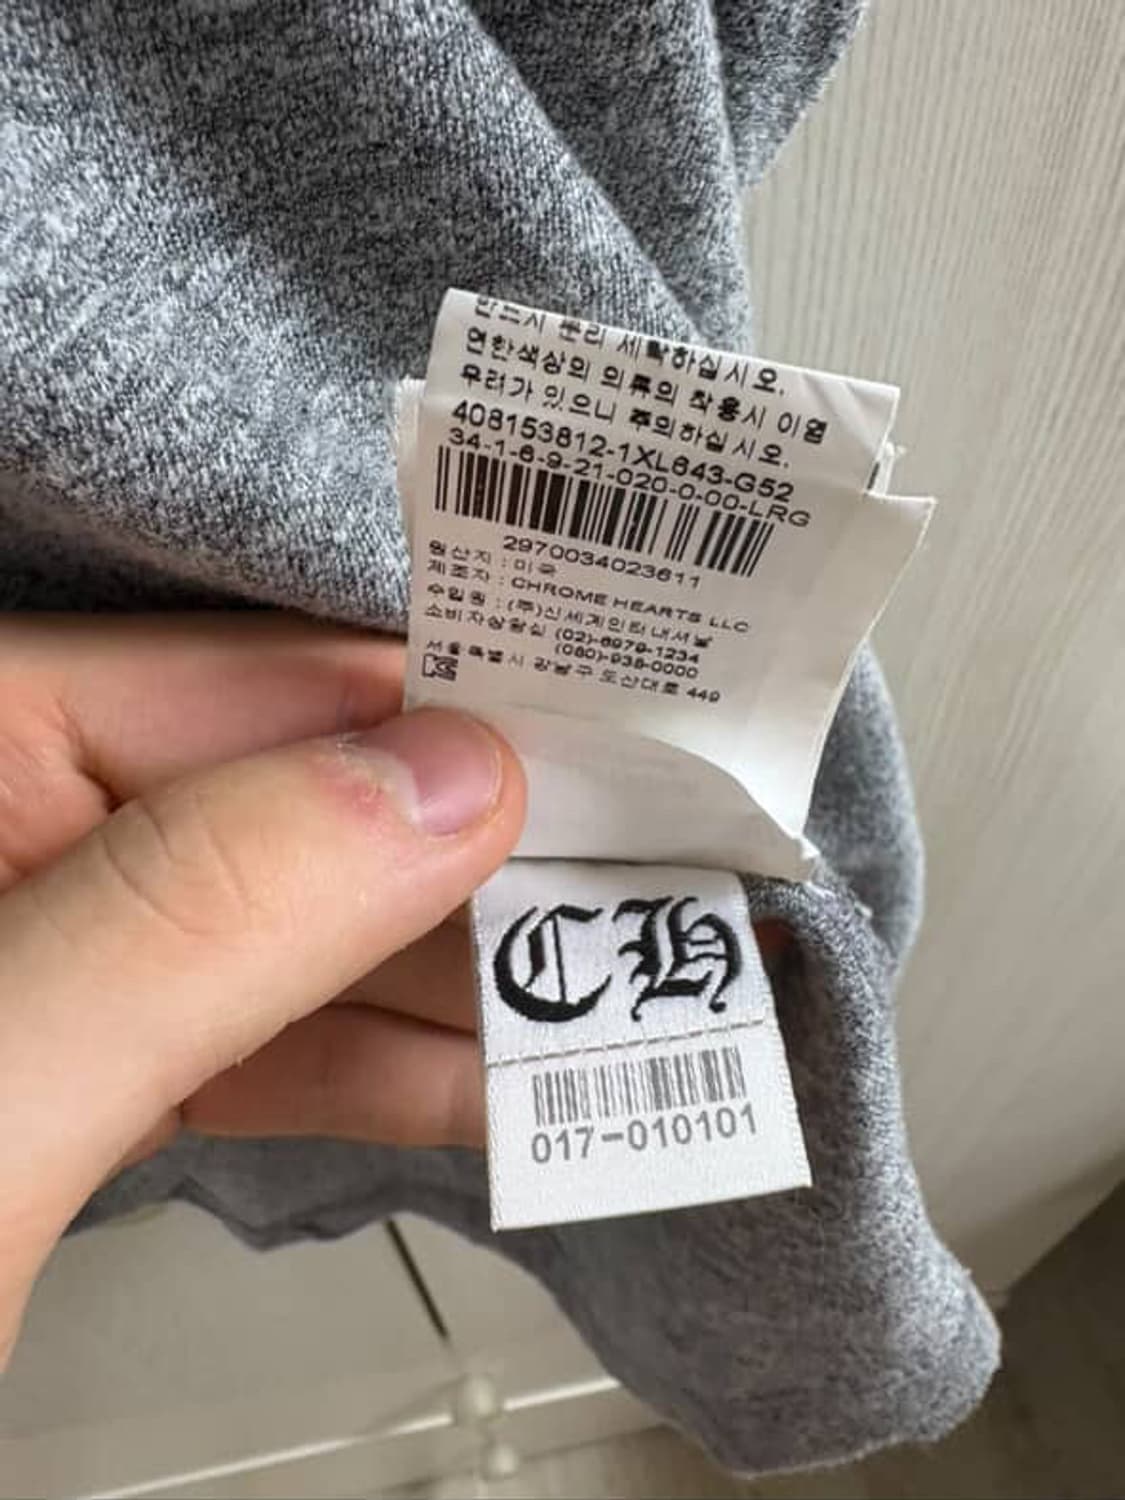 반드시 분리 세탁하십시오.
연한색상의 의류의 착용시 이염
우려가 있으니 주의하십시오.
408153812-1XL643-G52
34-1-6-9-21-020-0-00-LRG
2970034023611
원산지 : 미국
제조자 : CHROME HEARTS LLC
수입원 : (주)신세계인터내셔날
소비자상담실 (02)-6979-1234
(080)-938-0000
서울특별시 강남구 도산대로 449
CH
017-010101